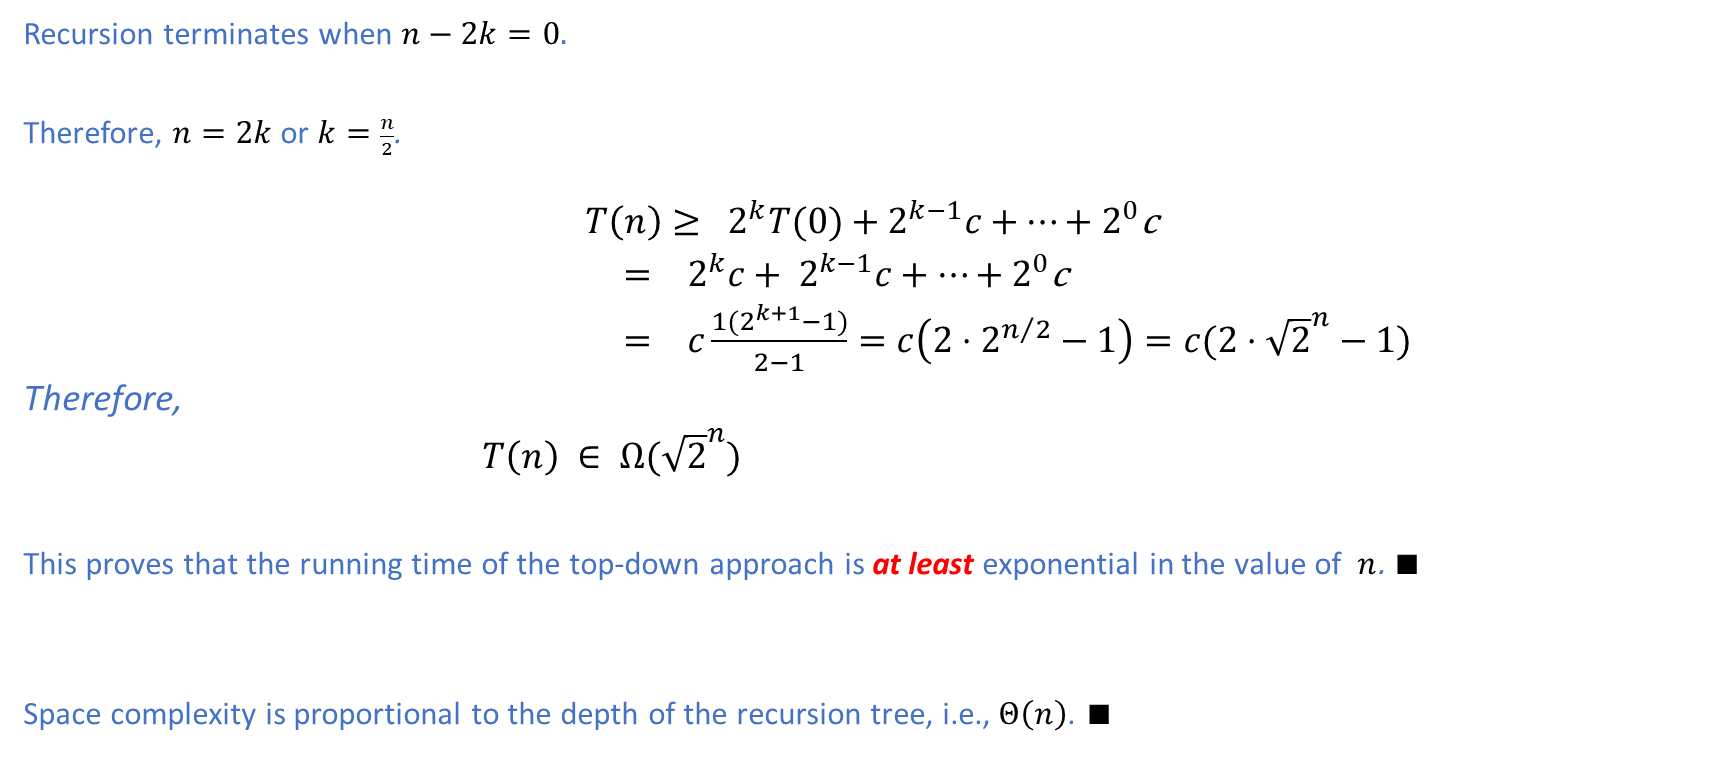 Recursion terminates when n − 2k = 0.
Therefore, n = 2k or k = n/2.
T(n) ≥ 2^k T(0) + 2^{k−1} c + ⋯ + 2^0 c
= 2^k c + 2^{k−1} c + ⋯ + 2^0 c
= c \frac{1(2^{k+1}−1)}{2−1} = c(2 · 2^{n/2} − 1) = c(2 · √2^n − 1)
Therefore,
T(n) ∈ Ω(√2^n)
This proves that the running time of the top-down approach is at least exponential in the value of n. ■
Space complexity is proportional to the depth of the recursion tree, i.e., Θ(n). ■